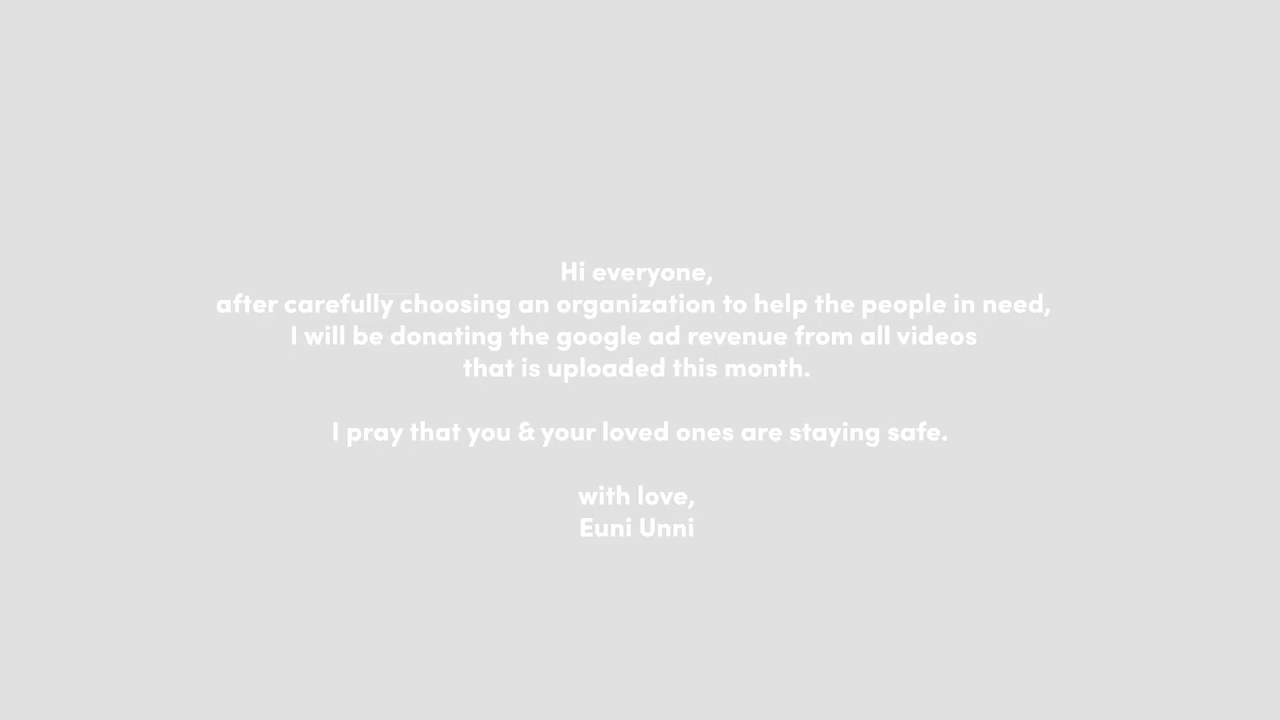 Hi everyone,
after carefully choosing an organization to help the people in need,
I will be donating the google ad revenue from all videos
that is uploaded this month.
I pray that you & your loved ones are staying safe.
with love,
Euni Unni